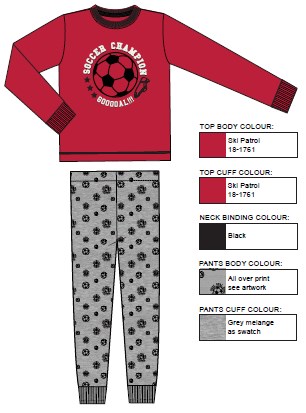 SOCCER CHAMPION
GOOOOAL!!!
TOP BODY COLOUR:
Ski Patrol
18-1761
TOP CUFF COLOUR:
Ski Patrol
18-1761
NECK BINDING COLOUR:
Black
PANTS BODY COLOUR:
All over print
see artwork
PANTS CUFF COLOUR:
Grey melange
as swatch